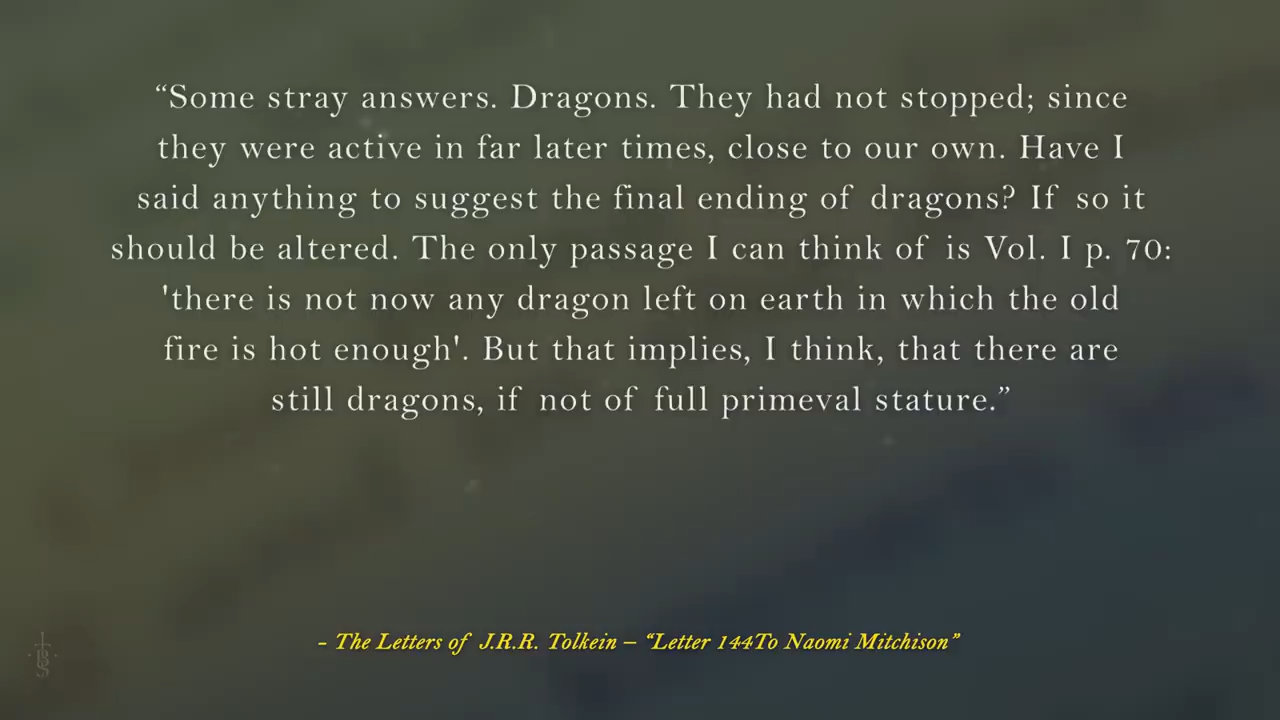 “Some stray answers. Dragons. They had not stopped; since
they were active in far later times, close to our own. Have I
said anything to suggest the final ending of dragons? If so it
should be altered. The only passage I can think of is Vol. I p. 70:
'there is not now any dragon left on earth in which the old
fire is hot enough'. But that implies, I think, that there are
still dragons, if not of full primeval stature.”
- The Letters of J.R.R. Tolkein – “Letter 144To Naomi Mitchison”